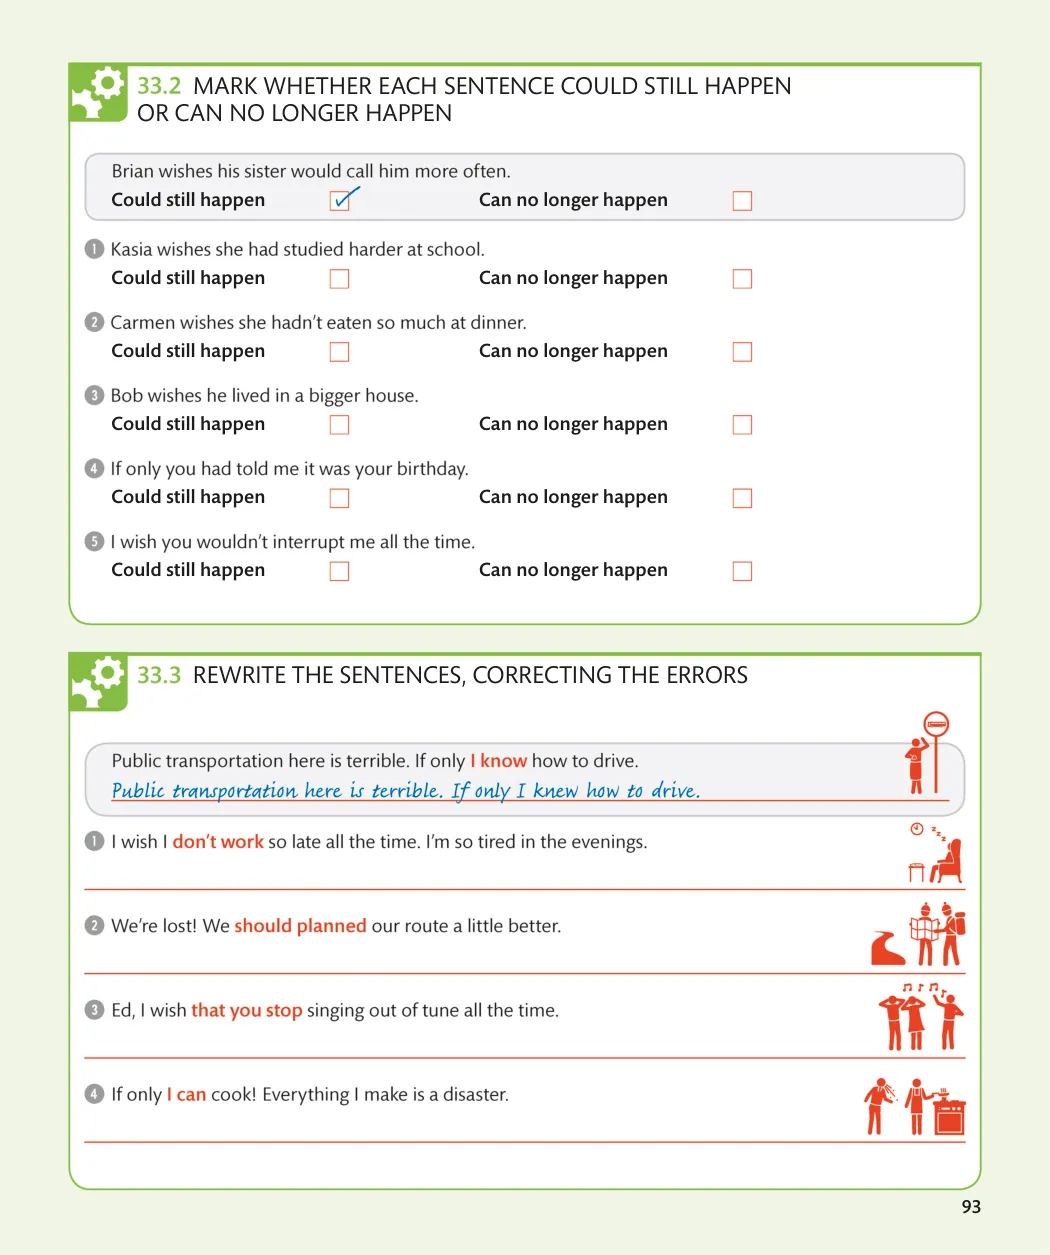 33.2 MARK WHETHER EACH SENTENCE COULD STILL HAPPEN
OR CAN NO LONGER HAPPEN
Brian wishes his sister would call him more often.
Could still happen Can no longer happen
1 Kasia wishes she had studied harder at school.
Could still happen Can no longer happen
2 Carmen wishes she hadn't eaten so much at dinner.
Could still happen Can no longer happen
3 Bob wishes he lived in a bigger house.
Could still happen Can no longer happen
4 If only you had told me it was your birthday.
Could still happen Can no longer happen
5 I wish you wouldn't interrupt me all the time.
Could still happen Can no longer happen
33.3 REWRITE THE SENTENCES, CORRECTING THE ERRORS
Public transportation here is terrible. If only I know how to drive.
Public transportation here is terrible. If only I knew how to drive.
1 I wish I don't work so late all the time. I'm so tired in the evenings.
z z z
2 We're lost! We should planned our route a little better.
3 Ed, I wish that you stop singing out of tune all the time.
4 If only I can cook! Everything I make is a disaster.
93